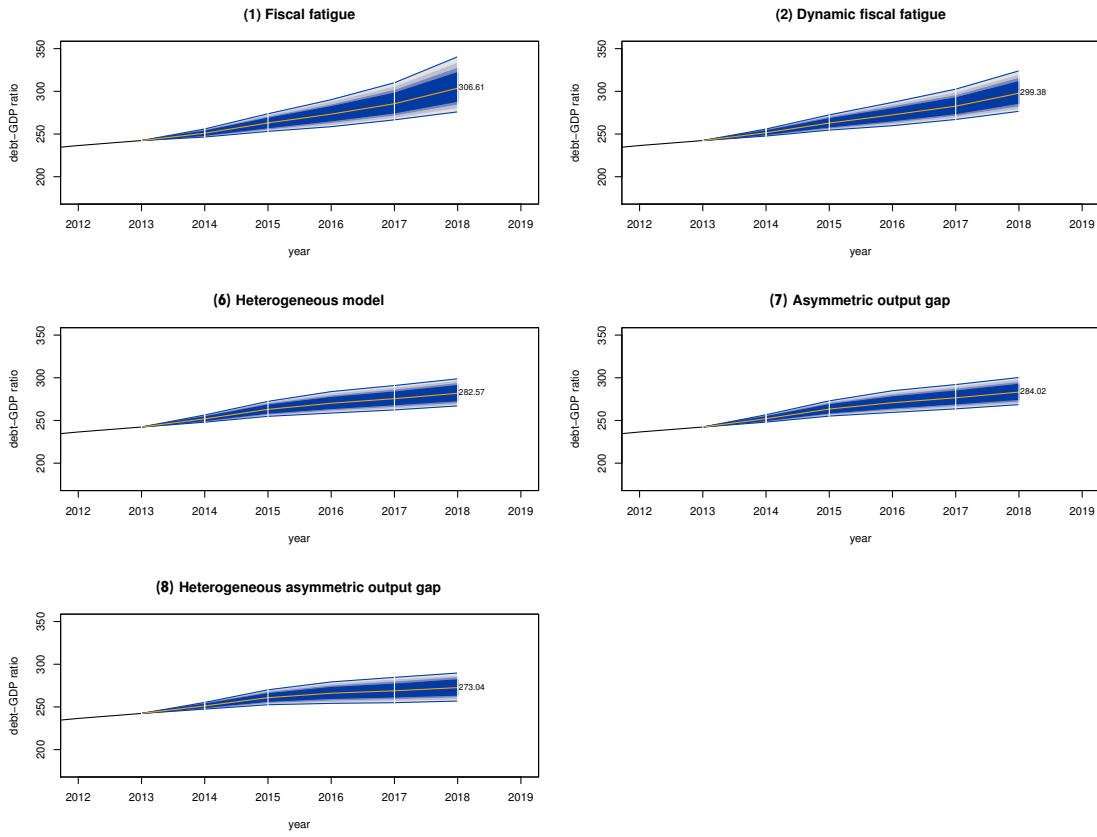 (1) Fiscal fatigue
debt−GDP ratio
350
300
250
200
306.61
2012 2013 2014 2015 2016 2017 2018 2019
year
(2) Dynamic fiscal fatigue
debt−GDP ratio
350
300
250
200
299.38
2012 2013 2014 2015 2016 2017 2018 2019
year
(6) Heterogeneous model
debt−GDP ratio
350
300
250
200
282.57
2012 2013 2014 2015 2016 2017 2018 2019
year
(7) Asymmetric output gap
debt−GDP ratio
350
300
250
200
284.02
2012 2013 2014 2015 2016 2017 2018 2019
year
(8) Heterogeneous asymmetric output gap
debt−GDP ratio
350
300
250
200
273.04
2012 2013 2014 2015 2016 2017 2018 2019
year